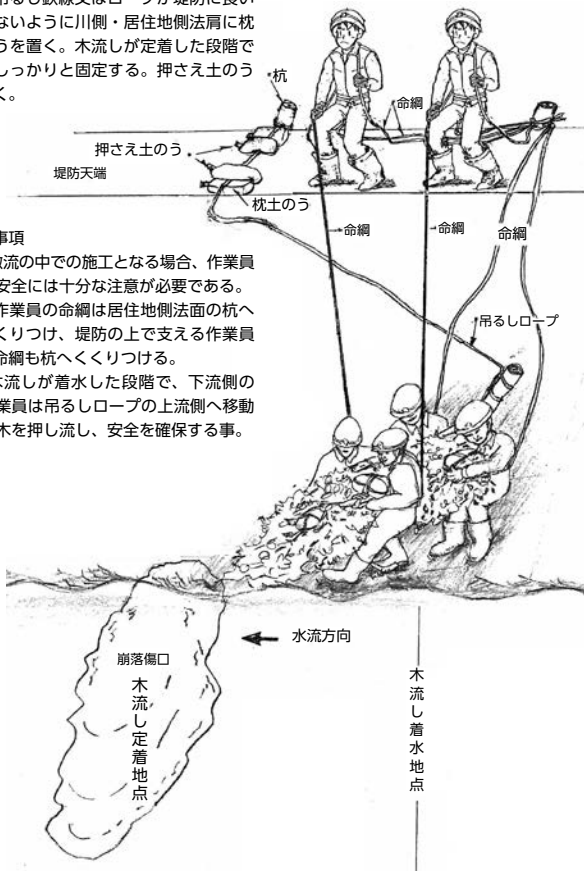 吊るし鉄線又はロープが堤防に食い
ないように川側・居住地側法肩に枕
うを置く。木流しが定着した段階で
しっかりと固定する。押さえ土のう
く。
杭
命綱
押さえ土のう
堤防天端
枕土のう
命綱
命綱
命綱
事項
激流の中での施工となる場合、作業員
安全には十分な注意が必要である。
作業員の命綱は居住地側法面の杭へ
くりつけ、堤防の上で支える作業員
命綱も杭へくくりつける。
吊るしロープ
木流しが着水した段階で、下流側の
業員は吊るしロープの上流側へ移動
木を押し流し、安全を確保する事。
水流方向
崩落傷口
木流し定着地点
木流し着水地点